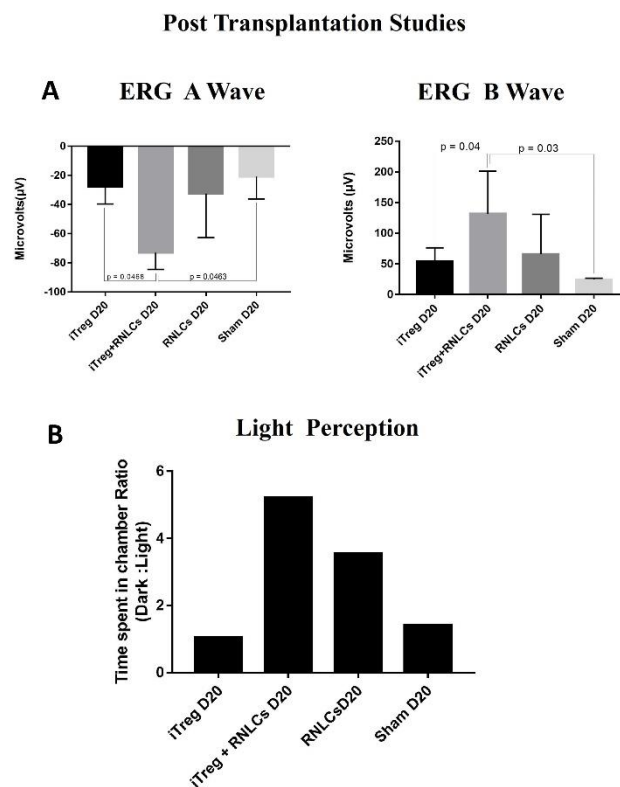 Post Transplantation Studies
A
ERG A Wave
Microvolts(µV)
0
-20
-40
-60
-80
-100
p = 0.0468
p = 0.0463
iTreg D20
iTreg+RNLCs D20
RNLCs D20
Sham D20
ERG B Wave
Microvolts (µV)
250
200
150
100
50
0
p = 0.04
p = 0.03
iTreg D20
iTreg+RNLCs D20
RNLCs D20
Sham D20
B
Light Perception
Time spent in chamber Ratio
(Dark :Light)
6
4
2
0
iTreg D20
iTreg + RNLCs D20
RNLCsD20
Sham D20